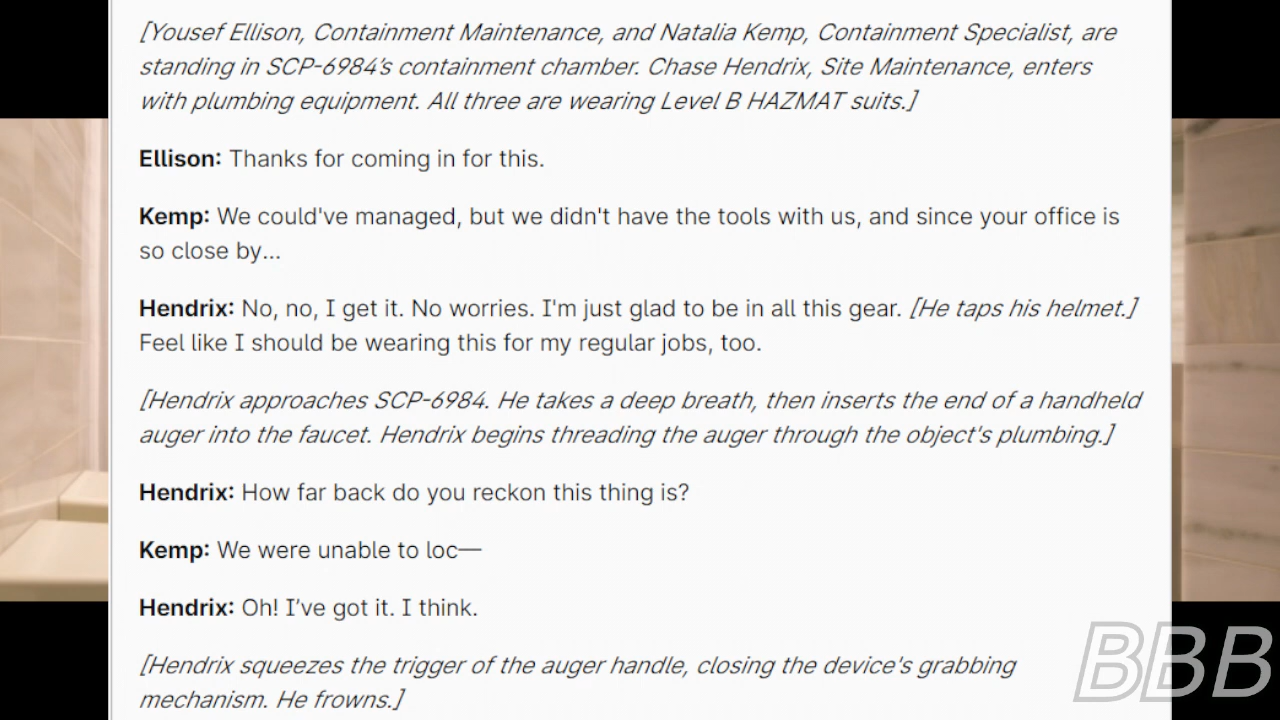 [Yousef Ellison, Containment Maintenance, and Natalia Kemp, Containment Specialist, are
standing in SCP-6984's containment chamber. Chase Hendrix, Site Maintenance, enters
with plumbing equipment. All three are wearing Level B HAZMAT suits.]
Ellison: Thanks for coming in for this.
Kemp: We could've managed, but we didn't have the tools with us, and since your office is
so close by...
Hendrix: No, no, I get it. No worries. I'm just glad to be in all this gear. [He taps his helmet.]
Feel like I should be wearing this for my regular jobs, too.
[Hendrix approaches SCP-6984. He takes a deep breath, then inserts the end of a handheld
auger into the faucet. Hendrix begins threading the auger through the object's plumbing.]
Hendrix: How far back do you reckon this thing is?
Kemp: We were unable to loc—
Hendrix: Oh! I've got it. I think.
[Hendrix squeezes the trigger of the auger handle, closing the device's grabbing
mechanism. He frowns.]
BBB